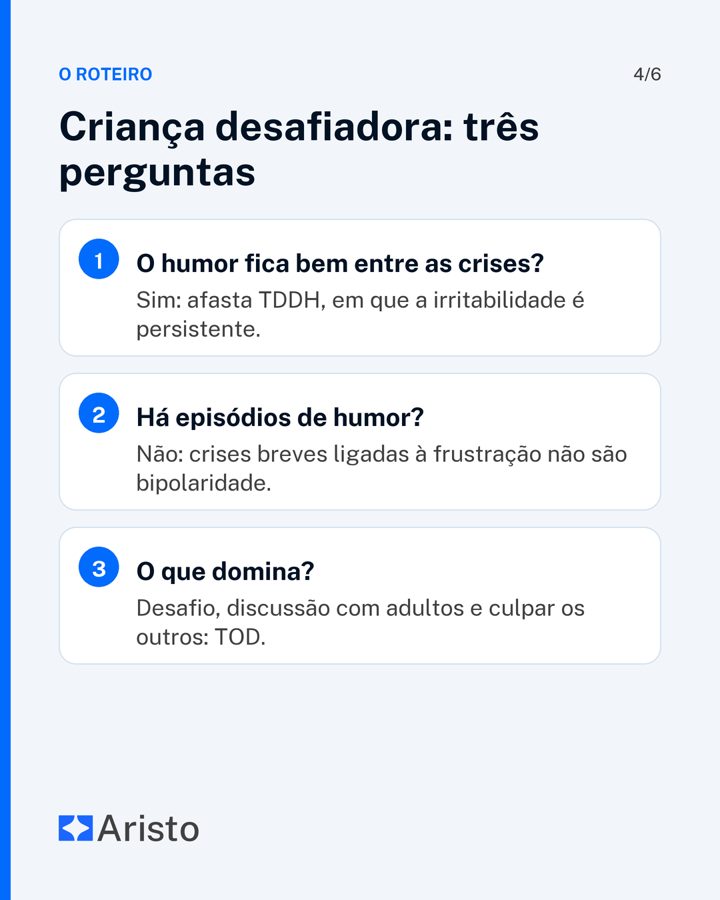 O ROTEIRO
4/6
Criança desafiadora: três
perguntas
1
O humor fica bem entre as crises?
Sim: afasta TDDH, em que a irritabilidade é
persistente.
2
Há episódios de humor?
Não: crises breves ligadas à frustração não são
bipolaridade.
3
O que domina?
Desafio, discussão com adultos e culpar os
outros: TOD.
Aristo